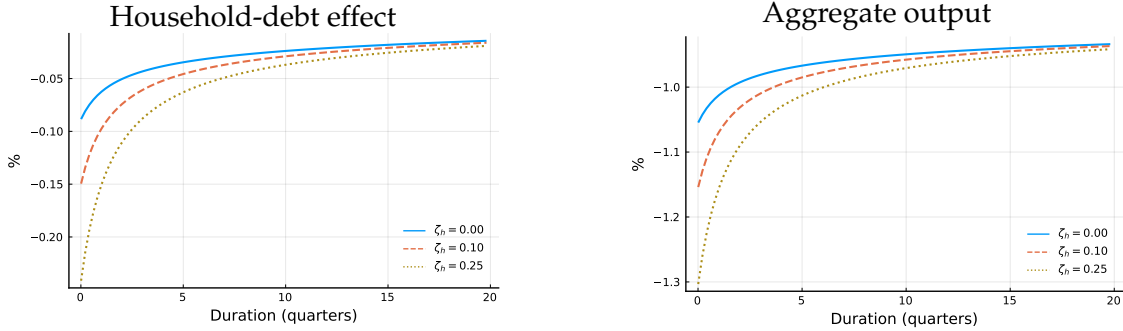 Household-debt effect
%
−0.05
−0.10
−0.15
−0.20
0 5 10 15 20
Duration (quarters)
ζₕ = 0.00
ζₕ = 0.10
ζₕ = 0.25
Aggregate output
%
−1.0
−1.1
−1.2
−1.3
0 5 10 15 20
Duration (quarters)
ζₕ = 0.00
ζₕ = 0.10
ζₕ = 0.25